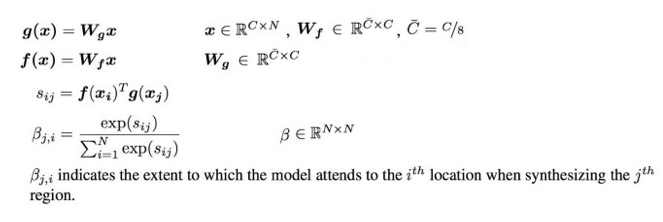 g(x) = W_g x    x ∈ ℝ^{C×N} , W_f ∈ ℝ^{C̄×C}, C̄ = C/8
f(x) = W_f x    W_g ∈ ℝ^{C̄×C}
s_{ij} = f(x_i)^T g(x_j)
β_{j,i} = exp(s_{ij}) / ∑_{i=1}^{N} exp(s_{ij})    β ∈ ℝ^{N×N}
β_{j,i} indicates the extent to which the model attends to the i^{th} location when synthesizing the j^{th}
region.